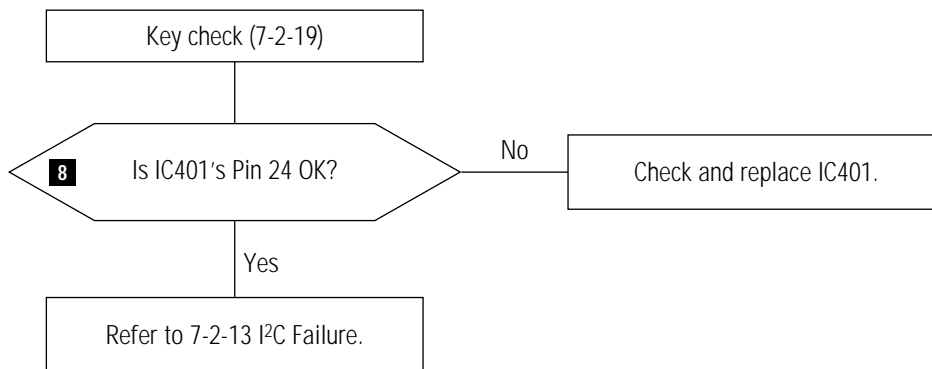 Key check (7-2-19)
8 Is IC401's Pin 24 OK?
No
Check and replace IC401.
Yes
Refer to 7-2-13 I²C Failure.